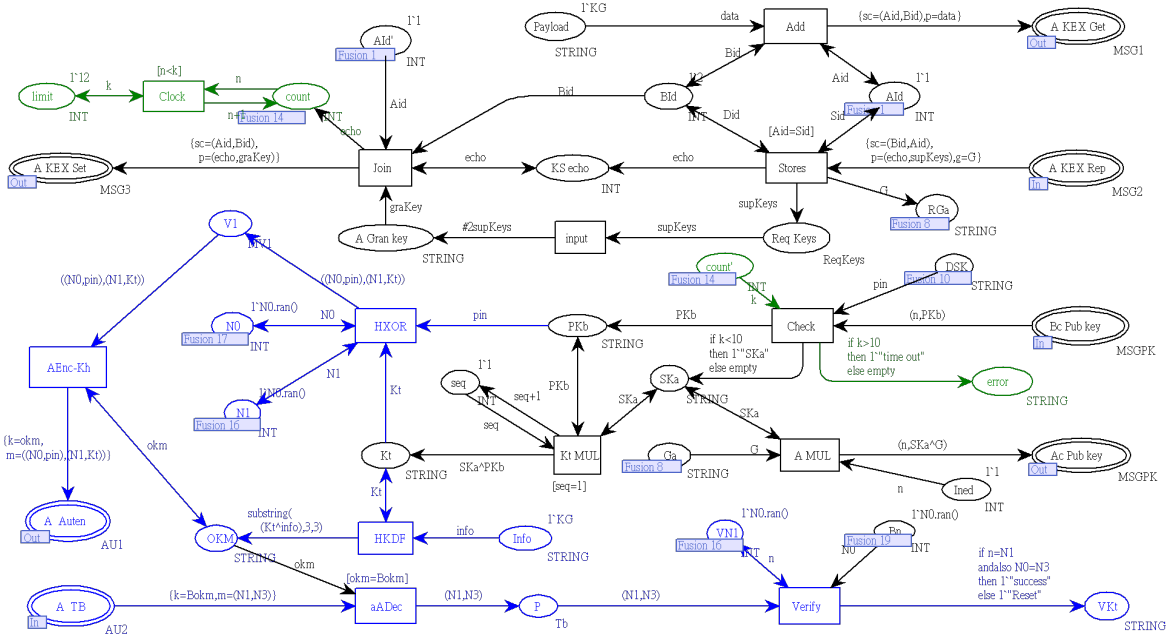 1`KG
Payload
STRING
data
Add
{sc=(Aid,Bid),p=data}
A KEX Get
Out
MSG1
1`1
AId'
Fusion 1
INT
Aid
1`12
limit
INT
k
[n<k]
Clock
n
count
INT
Fusion 14
echo
Bid
Bid
BId
INT
Did
Aid
1`1
AId
INT
Sid
[Aid=Sid]
{sc=(Aid,Bid),
p=(echo,graKey)}
A KEX Set
Out
MSG3
Join
echo
KS echo
INT
echo
Stores
{sc=(Bid,Aid),
p=(echo,supKeys),g=G}
A KEX Rep
In
MSG2
G
RGa
Fusion 8
STRING
graKey
supKeys
A Gran key
STRING
#2supKeys
input
supKeys
Req Keys
ReqKeys
V1
((N0,pin),(N1,Kt))
((N0,pin),(N1,Kt))
count'
Fusion 14
INT
k
DSK
Fusion 10
STRING
pin
1`N0.ran()
N0
Fusion 17
INT
N0
HXOR
pin
PKb
STRING
PKb
Check
(n,PKb)
Bc Pub key
In
MSGPK
AEnc-Kh
N1
1`N0.ran()
N1
Fusion 16
INT
Kt
1`1
seq
INT
seq+1
seq
PKb
if k<10
then 1`"SKa"
else empty
SKa
STRING
SKa
SKa
if k>10
then 1`"time out"
else empty
error
STRING
{k=okm,
m=((N0,pin),(N1,Kt))}
okm
Kt
STRING
SKa^PKb
Kt MUL
[seq=1]
Ga
Fusion 8
STRING
G
A MUL
(n,SKa^G)
Ac Pub key
Out
MSGPK
n
1`1
Ined
INT
Kt
A Auten
Out
AU1
substring(
(Kt^info),3,3)
OKM
STRING
HKDF
info
1`KG
Info
STRING
1`N0.ran()
VN1
Fusion 16
INT
n
1`N0.ran()
Fusion 19
INT
N0
okm
[okm=Bokm]
A TB
In
AU2
{k=Bokm,m=(N1,N3)}
aADec
(N1,N3)
P
Tb
(N1,N3)
Verify
if n=N1
andalso N0=N3
then 1`"success"
else 1`"Reset"
VKt
STRING